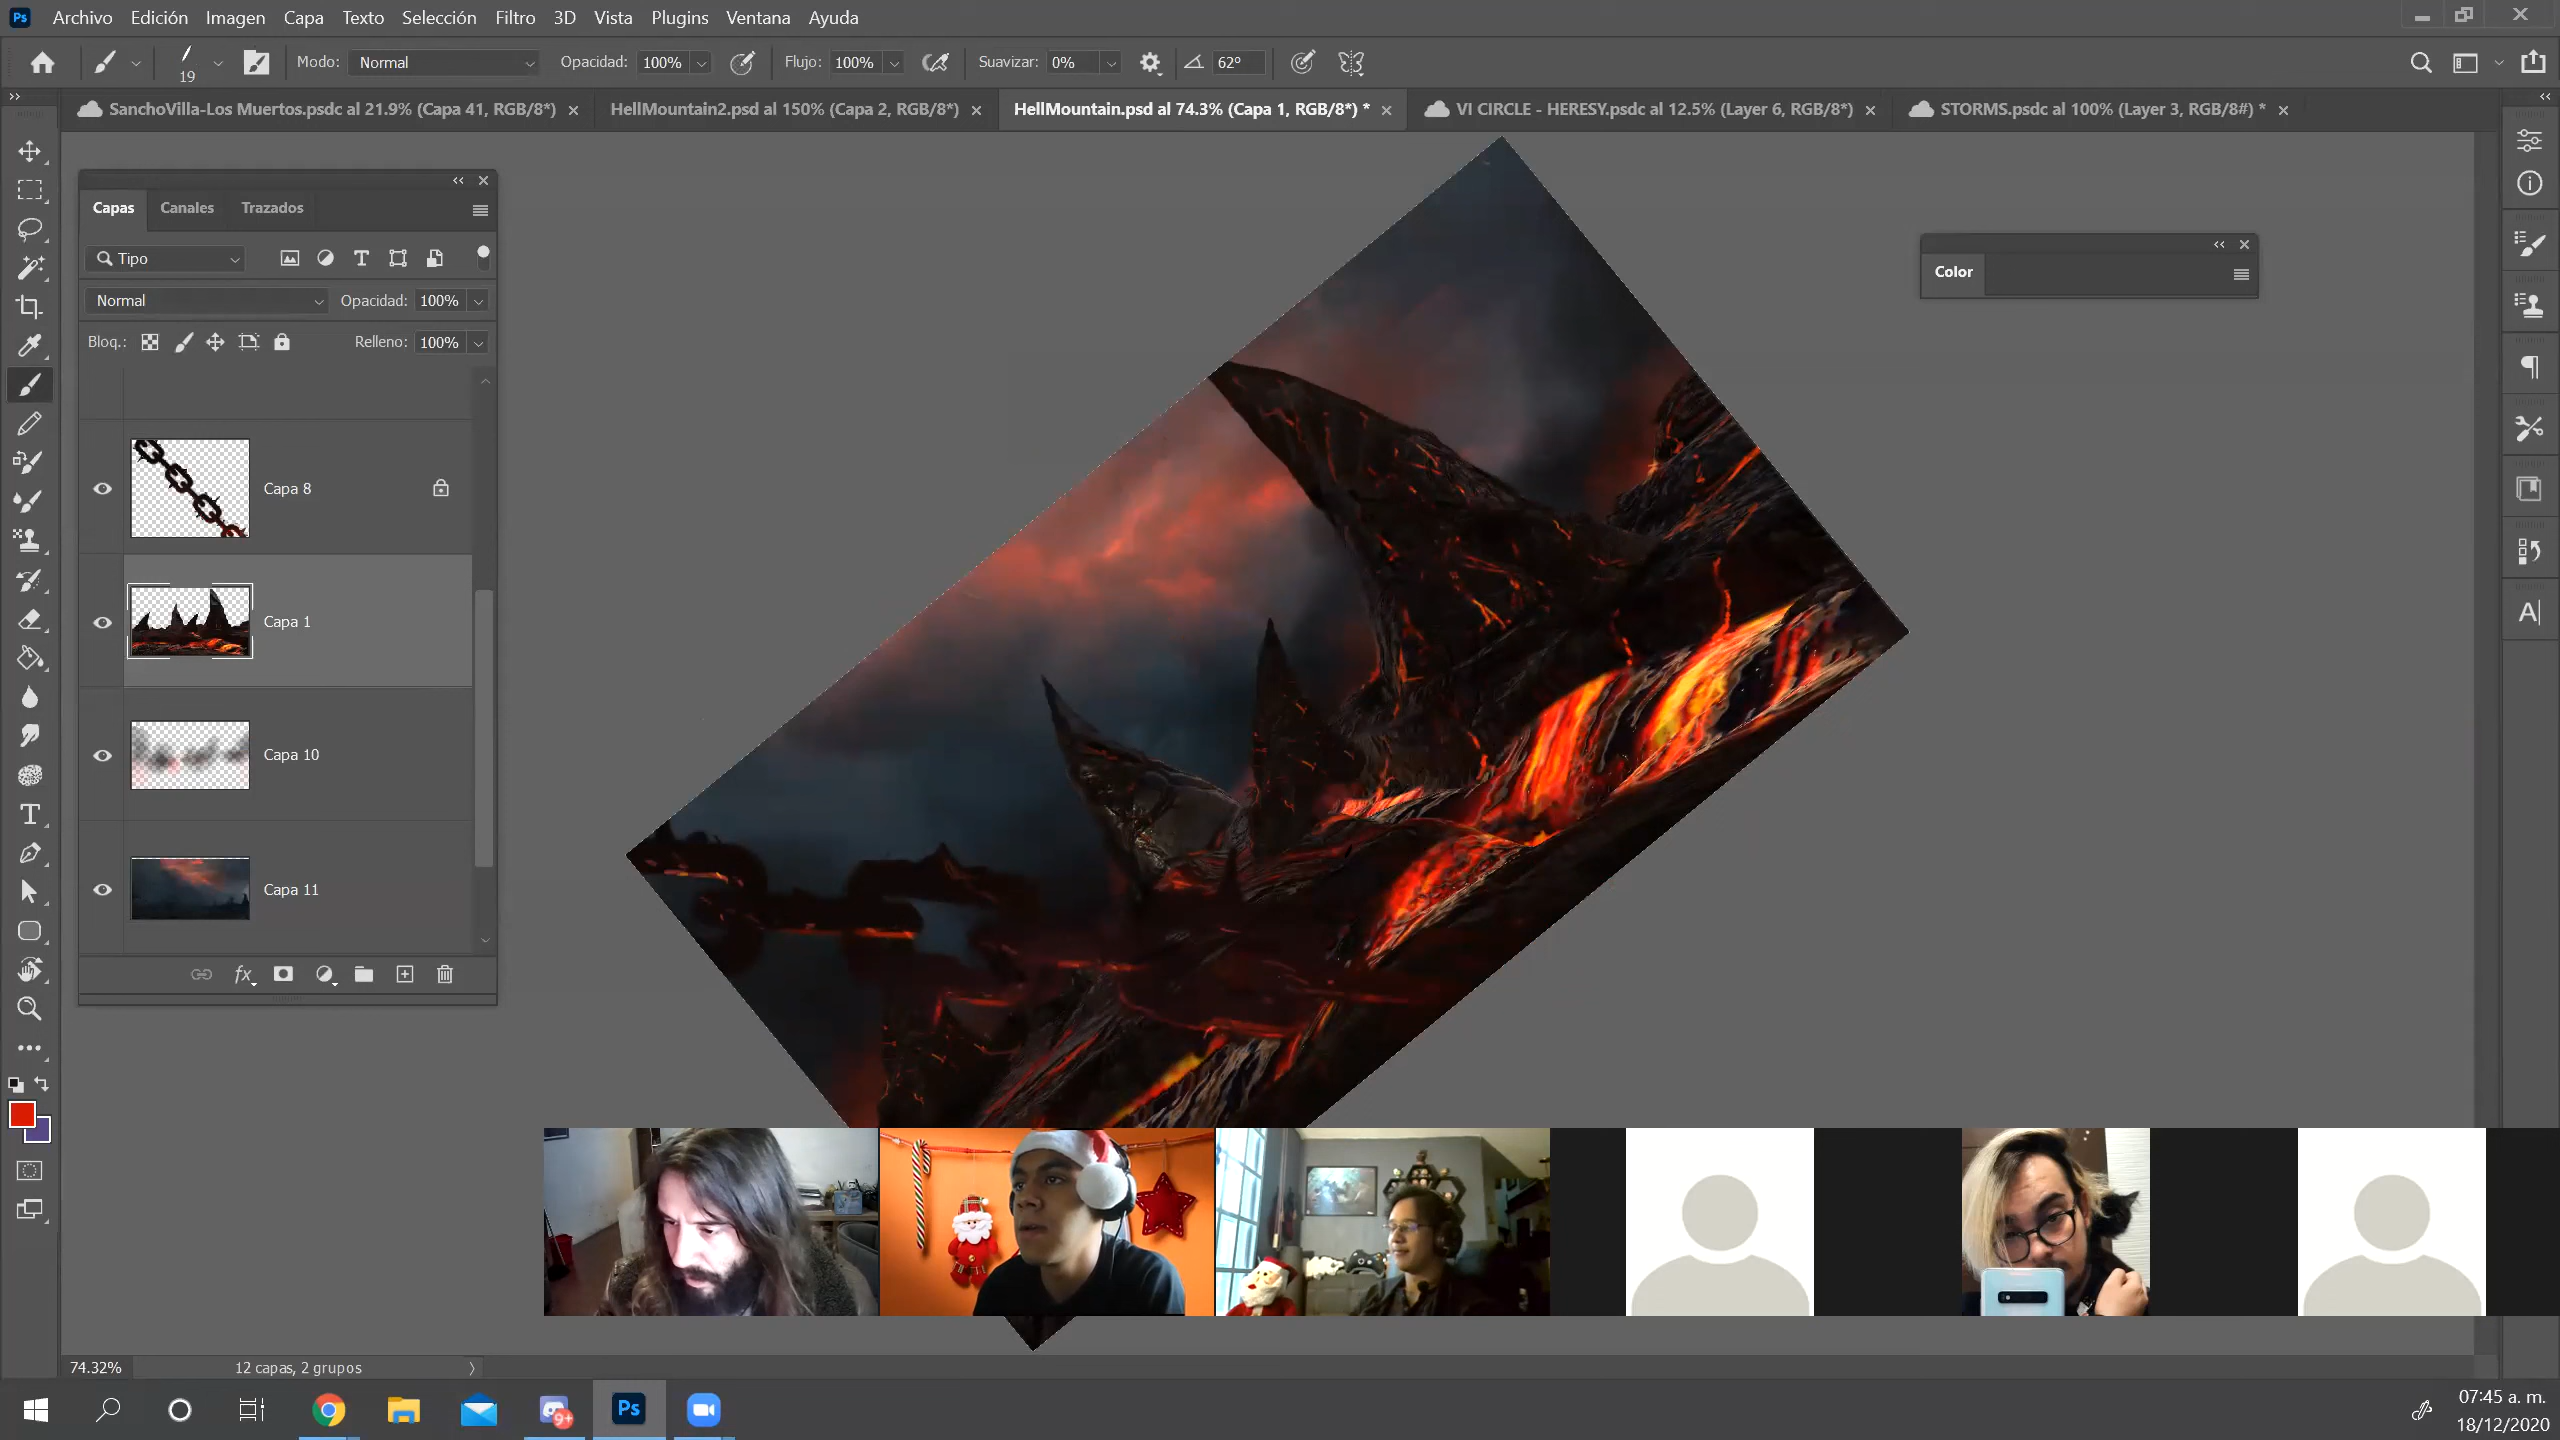 Ps Archivo Edición Imagen Capa Texto Selección Filtro 3D Vista Plugins Ventana Ayuda
19 Modo: Normal Opacidad: 100% Flujo: 100% Suavizar: 0% 62°
SanchoVilla-Los Muertos.psdc al 21.9% (Capa 41, RGB/8*) HellMountain2.psd al 150% (Capa 2, RGB/8*) HellMountain.psd al 74.3% (Capa 1, RGB/8*) * VI CIRCLE - HERESY.psdc al 12.5% (Layer 6, RGB/8*) STORMS.psdc al 100% (Layer 3, RGB/8#) *
Capas Canales Trazados
Tipo
Normal Opacidad: 100%
Bloq.: Relleno: 100%
Capa 8
Capa 1
Capa 10
Capa 11
fx
Color
74.32% 12 capas, 2 grupos
9+ Ps
07:45 a. m.
18/12/2020